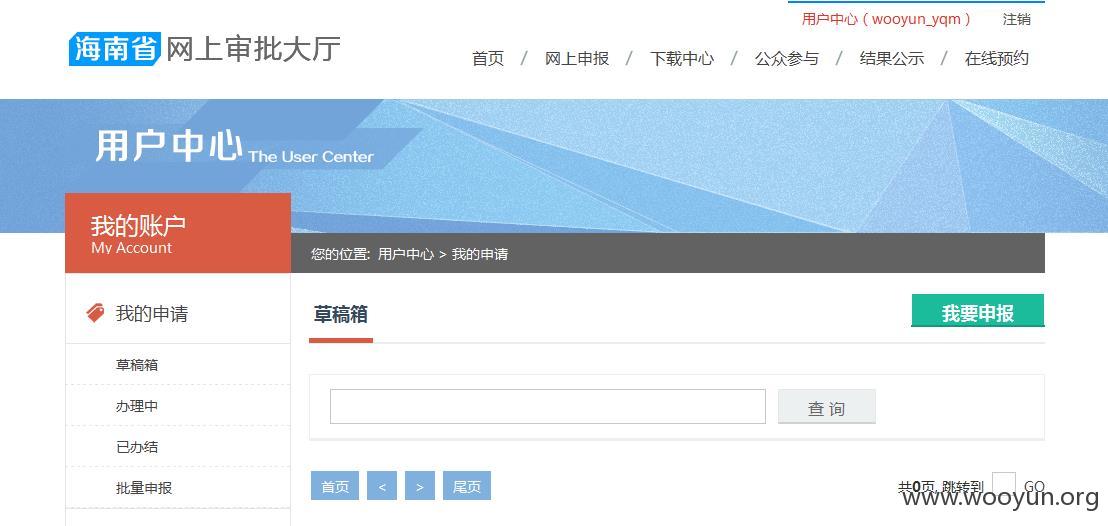 用户中心（wooyun_yqm） 注销
海南省 网上审批大厅
首页 / 网上申报 / 下载中心 / 公众参与 / 结果公示 / 在线预约
用户中心 The User Center
我的账户
My Account
您的位置: 用户中心 > 我的申请
我的申请
草稿箱
办理中
已办结
批量申报
草稿箱 我要申报
查 询
首页 < > 尾页 共0页, 跳转到 GO
www.wooyun.org